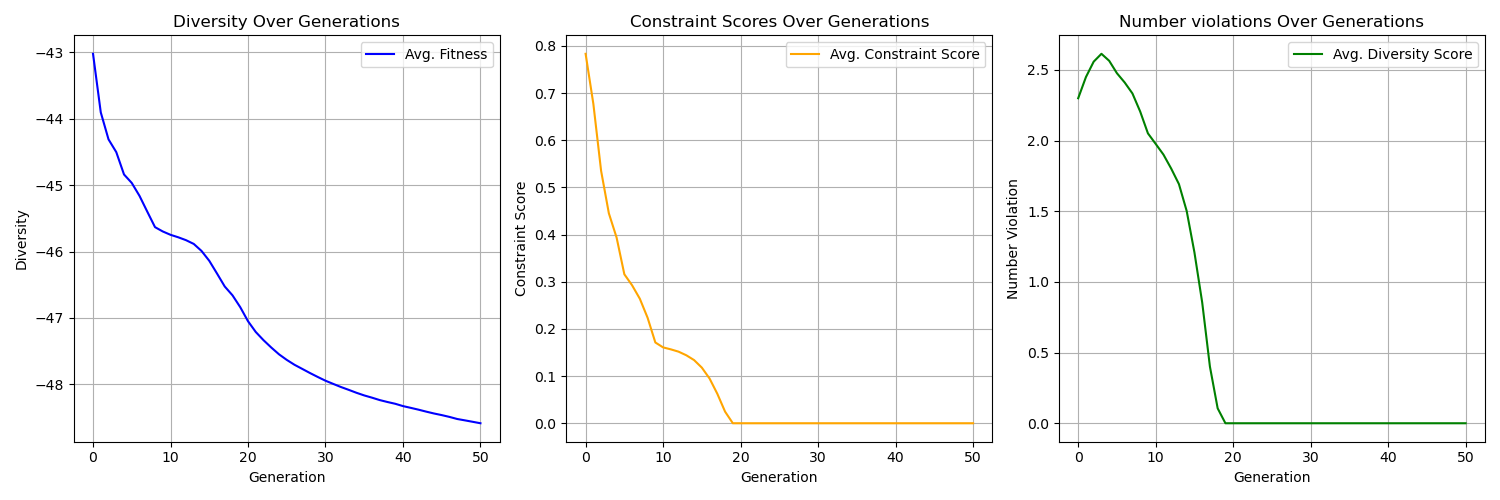 Diversity Over Generations
Avg. Fitness
−43
−44
−45
−46
−47
−48
Diversity
0 10 20 30 40 50
Generation
Constraint Scores Over Generations
Avg. Constraint Score
0.8
0.7
0.6
0.5
0.4
0.3
0.2
0.1
0.0
Constraint Score
0 10 20 30 40 50
Generation
Number violations Over Generations
Avg. Diversity Score
2.5
2.0
1.5
1.0
0.5
0.0
Number Violation
0 10 20 30 40 50
Generation